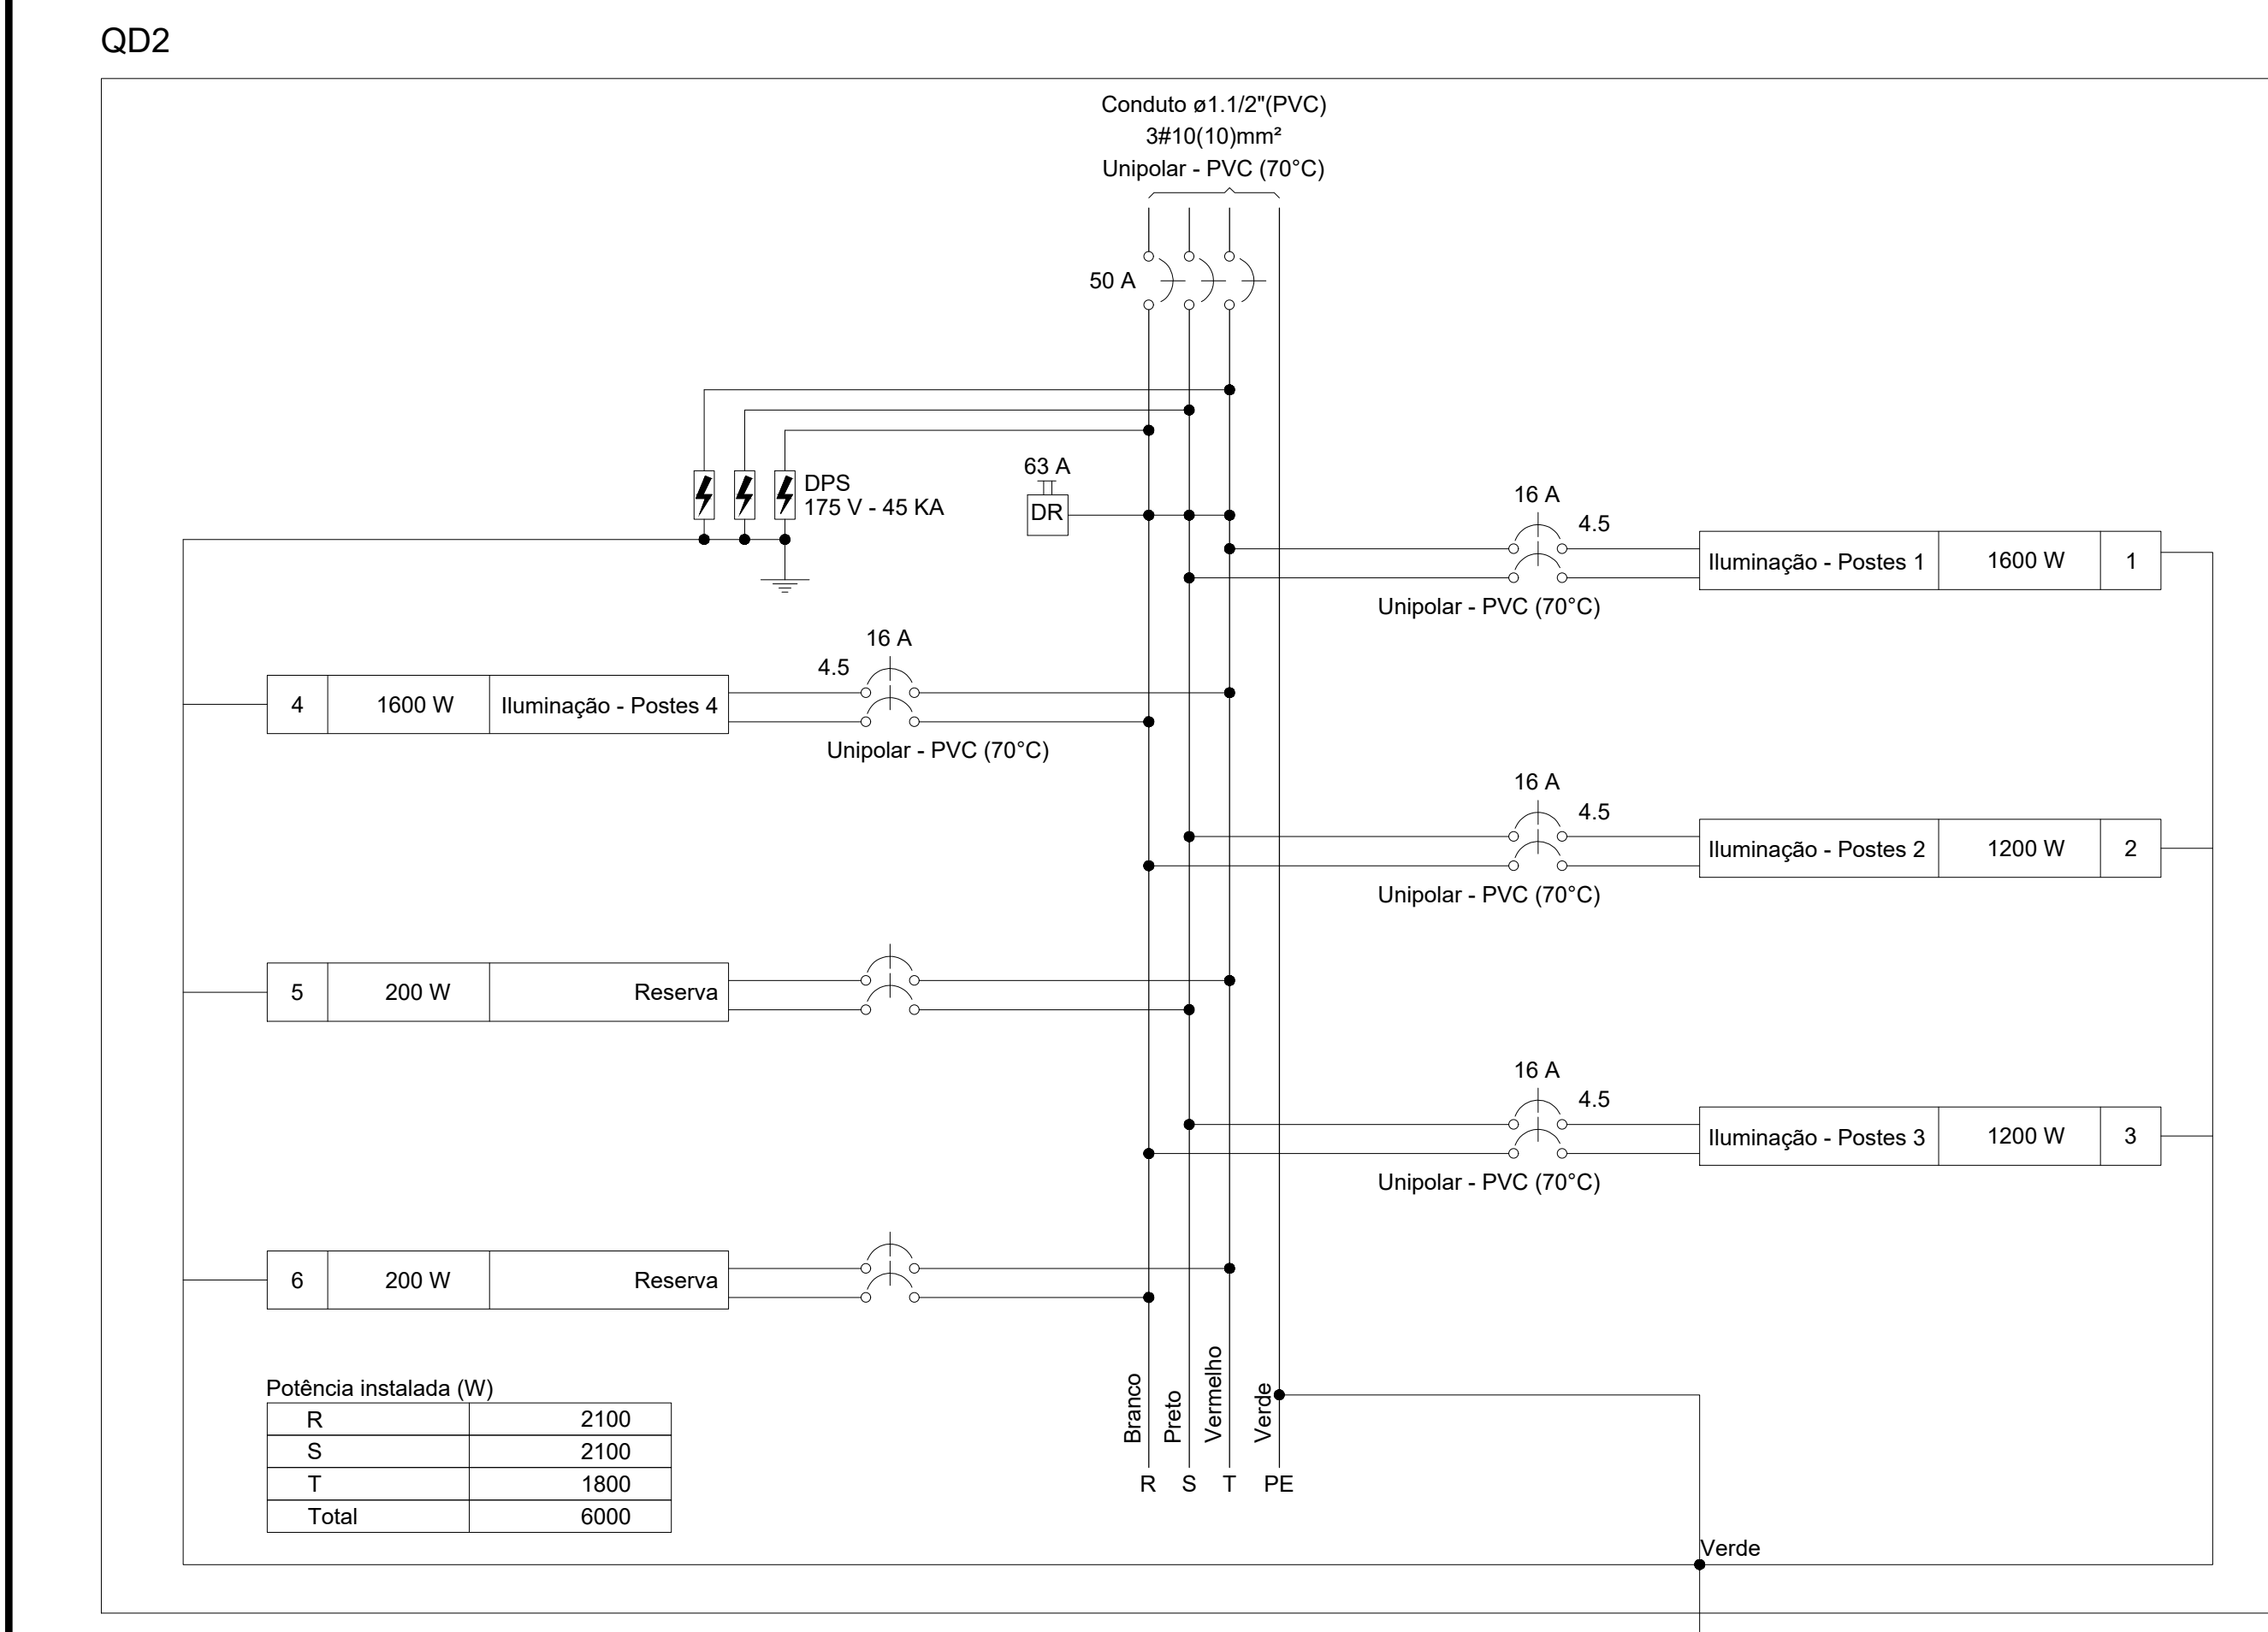 QD2
Conduto ø1.1/2"(PVC)
3#10(10)mm²
Unipolar - PVC (70°C)
50 A
DPS
175 V - 45 KA
63 A
DR
16 A
4.5
Iluminação - Postes 1 1600 W 1
Unipolar - PVC (70°C)
16 A
4.5
4 1600 W Iluminação - Postes 4
Unipolar - PVC (70°C)
16 A
4.5
Iluminação - Postes 2 1200 W 2
Unipolar - PVC (70°C)
5 200 W Reserva
16 A
4.5
Iluminação - Postes 3 1200 W 3
Unipolar - PVC (70°C)
6 200 W Reserva
Potência instalada (W)
R 2100
S 2100
T 1800
Total 6000
Branco
Preto
Vermelho
Verde
R S T PE
Verde